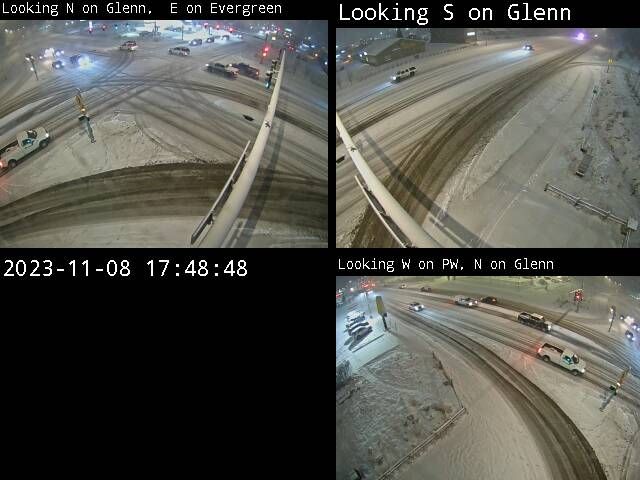 Looking N on Glenn,  E on Evergreen
Looking S on Glenn
2023-11-08 17:48:48
Looking W on PW, N on Glenn